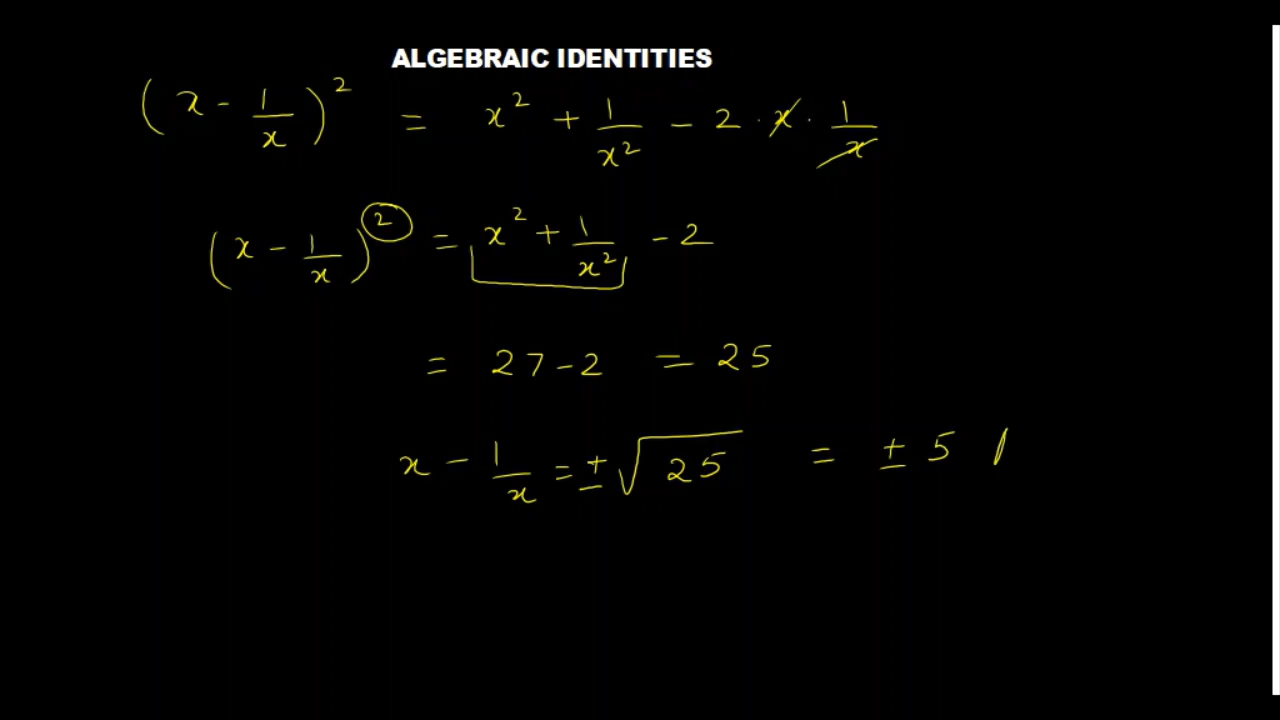 ALGEBRAIC IDENTITIES
(x - 1/x)² = x² + 1/x² - 2 · x · 1/x
(x - 1/x)² = x² + 1/x² - 2
= 27 - 2 = 25
x - 1/x = ± √25 = ± 5